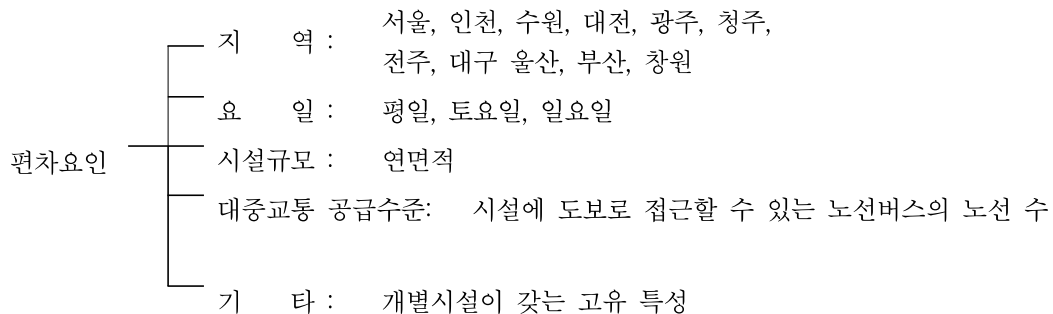 서울, 인천, 수원, 대전, 광주, 청주,
지 역 :
전주, 대구 울산, 부산, 창원
요 일 : 평일, 토요일, 일요일
편차요인
시설규모 : 연면적
대중교통 공급수준: 시설에 도보로 접근할 수 있는 노선버스의 노선 수
기 타 : 개별시설이 갖는 고유 특성